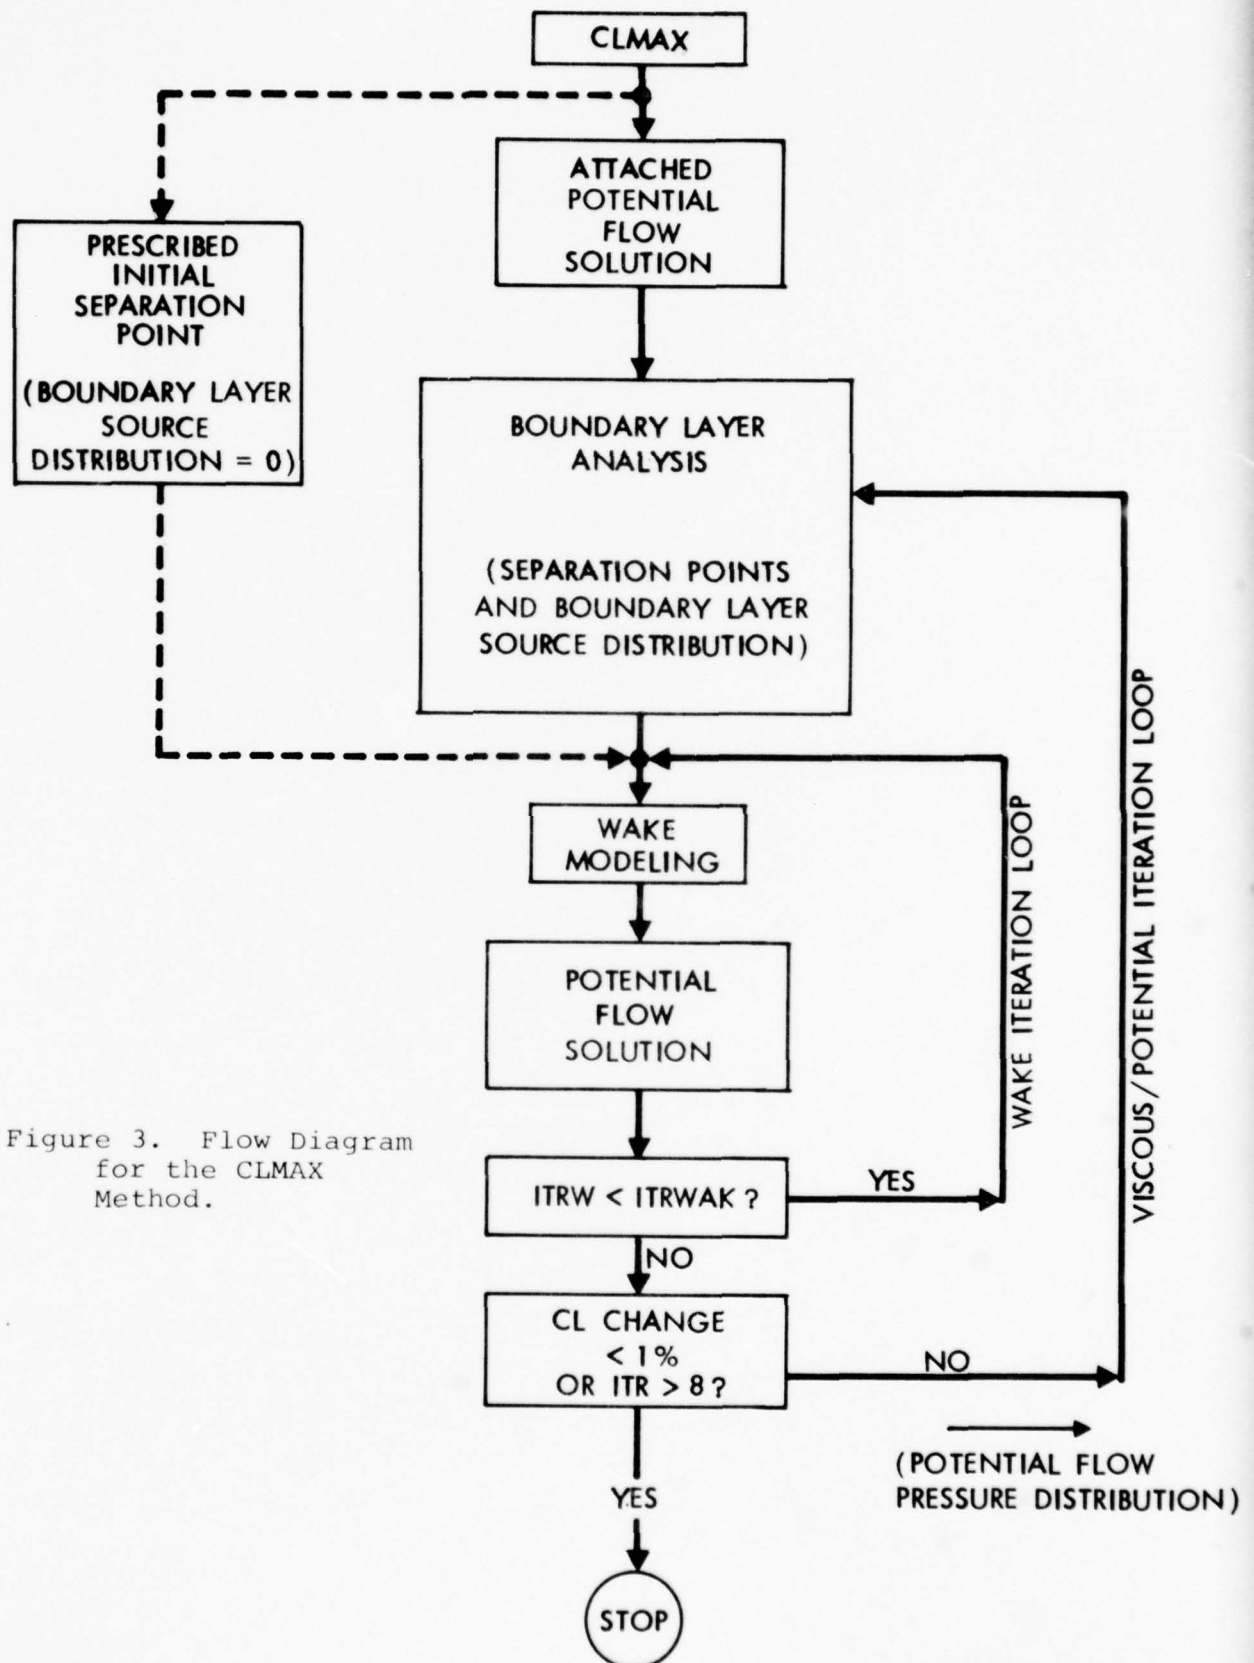 CLMAX
ATTACHED
POTENTIAL
FLOW
SOLUTION
PRESCRIBED
INITIAL
SEPARATION
POINT
(BOUNDARY LAYER
SOURCE
DISTRIBUTION = 0)
BOUNDARY LAYER
ANALYSIS
(SEPARATION POINTS
AND BOUNDARY LAYER
SOURCE DISTRIBUTION)
WAKE
MODELING
POTENTIAL
FLOW
SOLUTION
WAKE ITERATION LOOP
VISCOUS/POTENTIAL ITERATION LOOP
Figure 3. Flow Diagram
for the CLMAX
Method.
ITRW < ITRWAK ?
YES
NO
CL CHANGE
< 1%
OR ITR > 8 ?
NO
(POTENTIAL FLOW
PRESSURE DISTRIBUTION)
YES
STOP